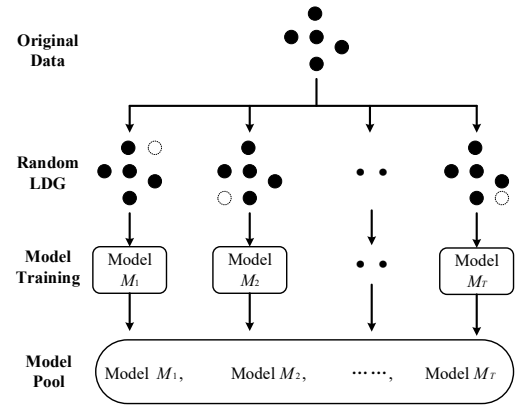 Original
Data
Random
LDG
Model
Training
Model
M1
Model
M2
Model
MT
Model
Pool
Model M1, Model M2, ······, Model MT